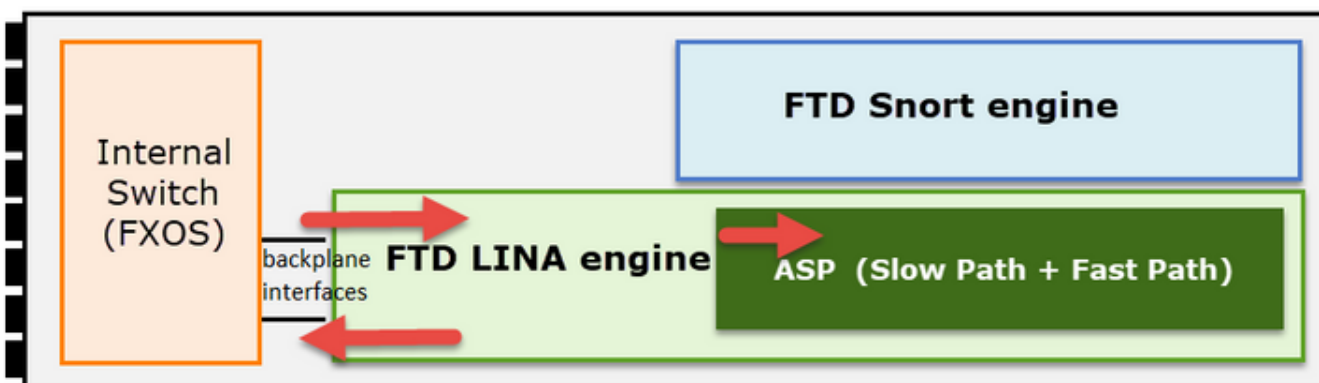 Internal
Switch
(FXOS)
backplane
interfaces
FTD Snort engine
FTD LINA engine
ASP (Slow Path + Fast Path)